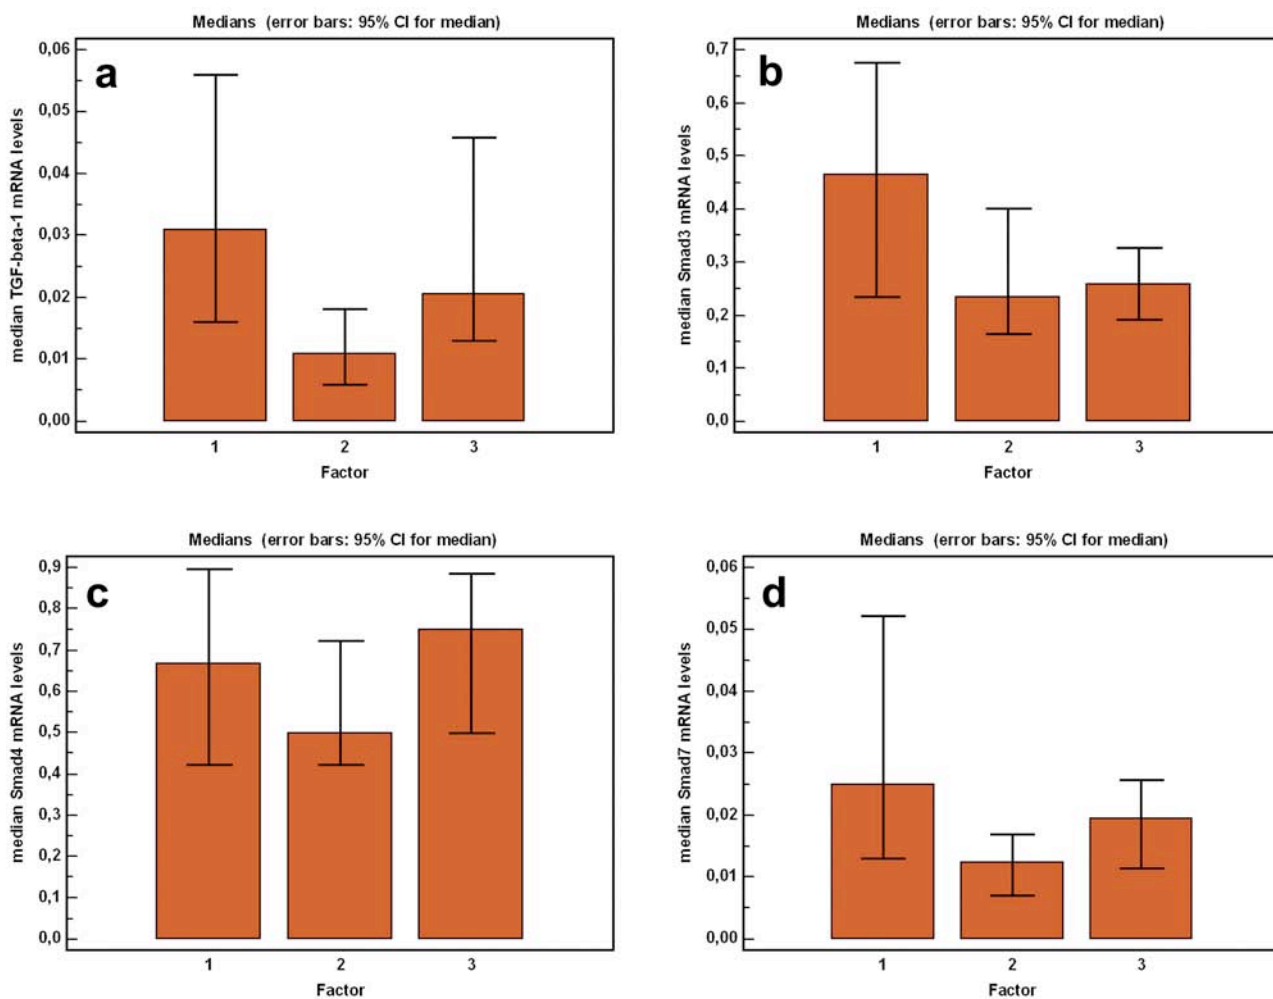 Medians (error bars: 95% CI for median)
a
median TGF-beta-1 mRNA levels
0,06
0,05
0,04
0,03
0,02
0,01
0,00
1 2 3
Factor
Medians (error bars: 95% CI for median)
b
median Smad3 mRNA levels
0,7
0,6
0,5
0,4
0,3
0,2
0,1
0,0
1 2 3
Factor
Medians (error bars: 95% CI for median)
c
median Smad4 mRNA levels
0,9
0,8
0,7
0,6
0,5
0,4
0,3
0,2
0,1
0,0
1 2 3
Factor
Medians (error bars: 95% CI for median)
d
median Smad7 mRNA levels
0,06
0,05
0,04
0,03
0,02
0,01
0,00
1 2 3
Factor